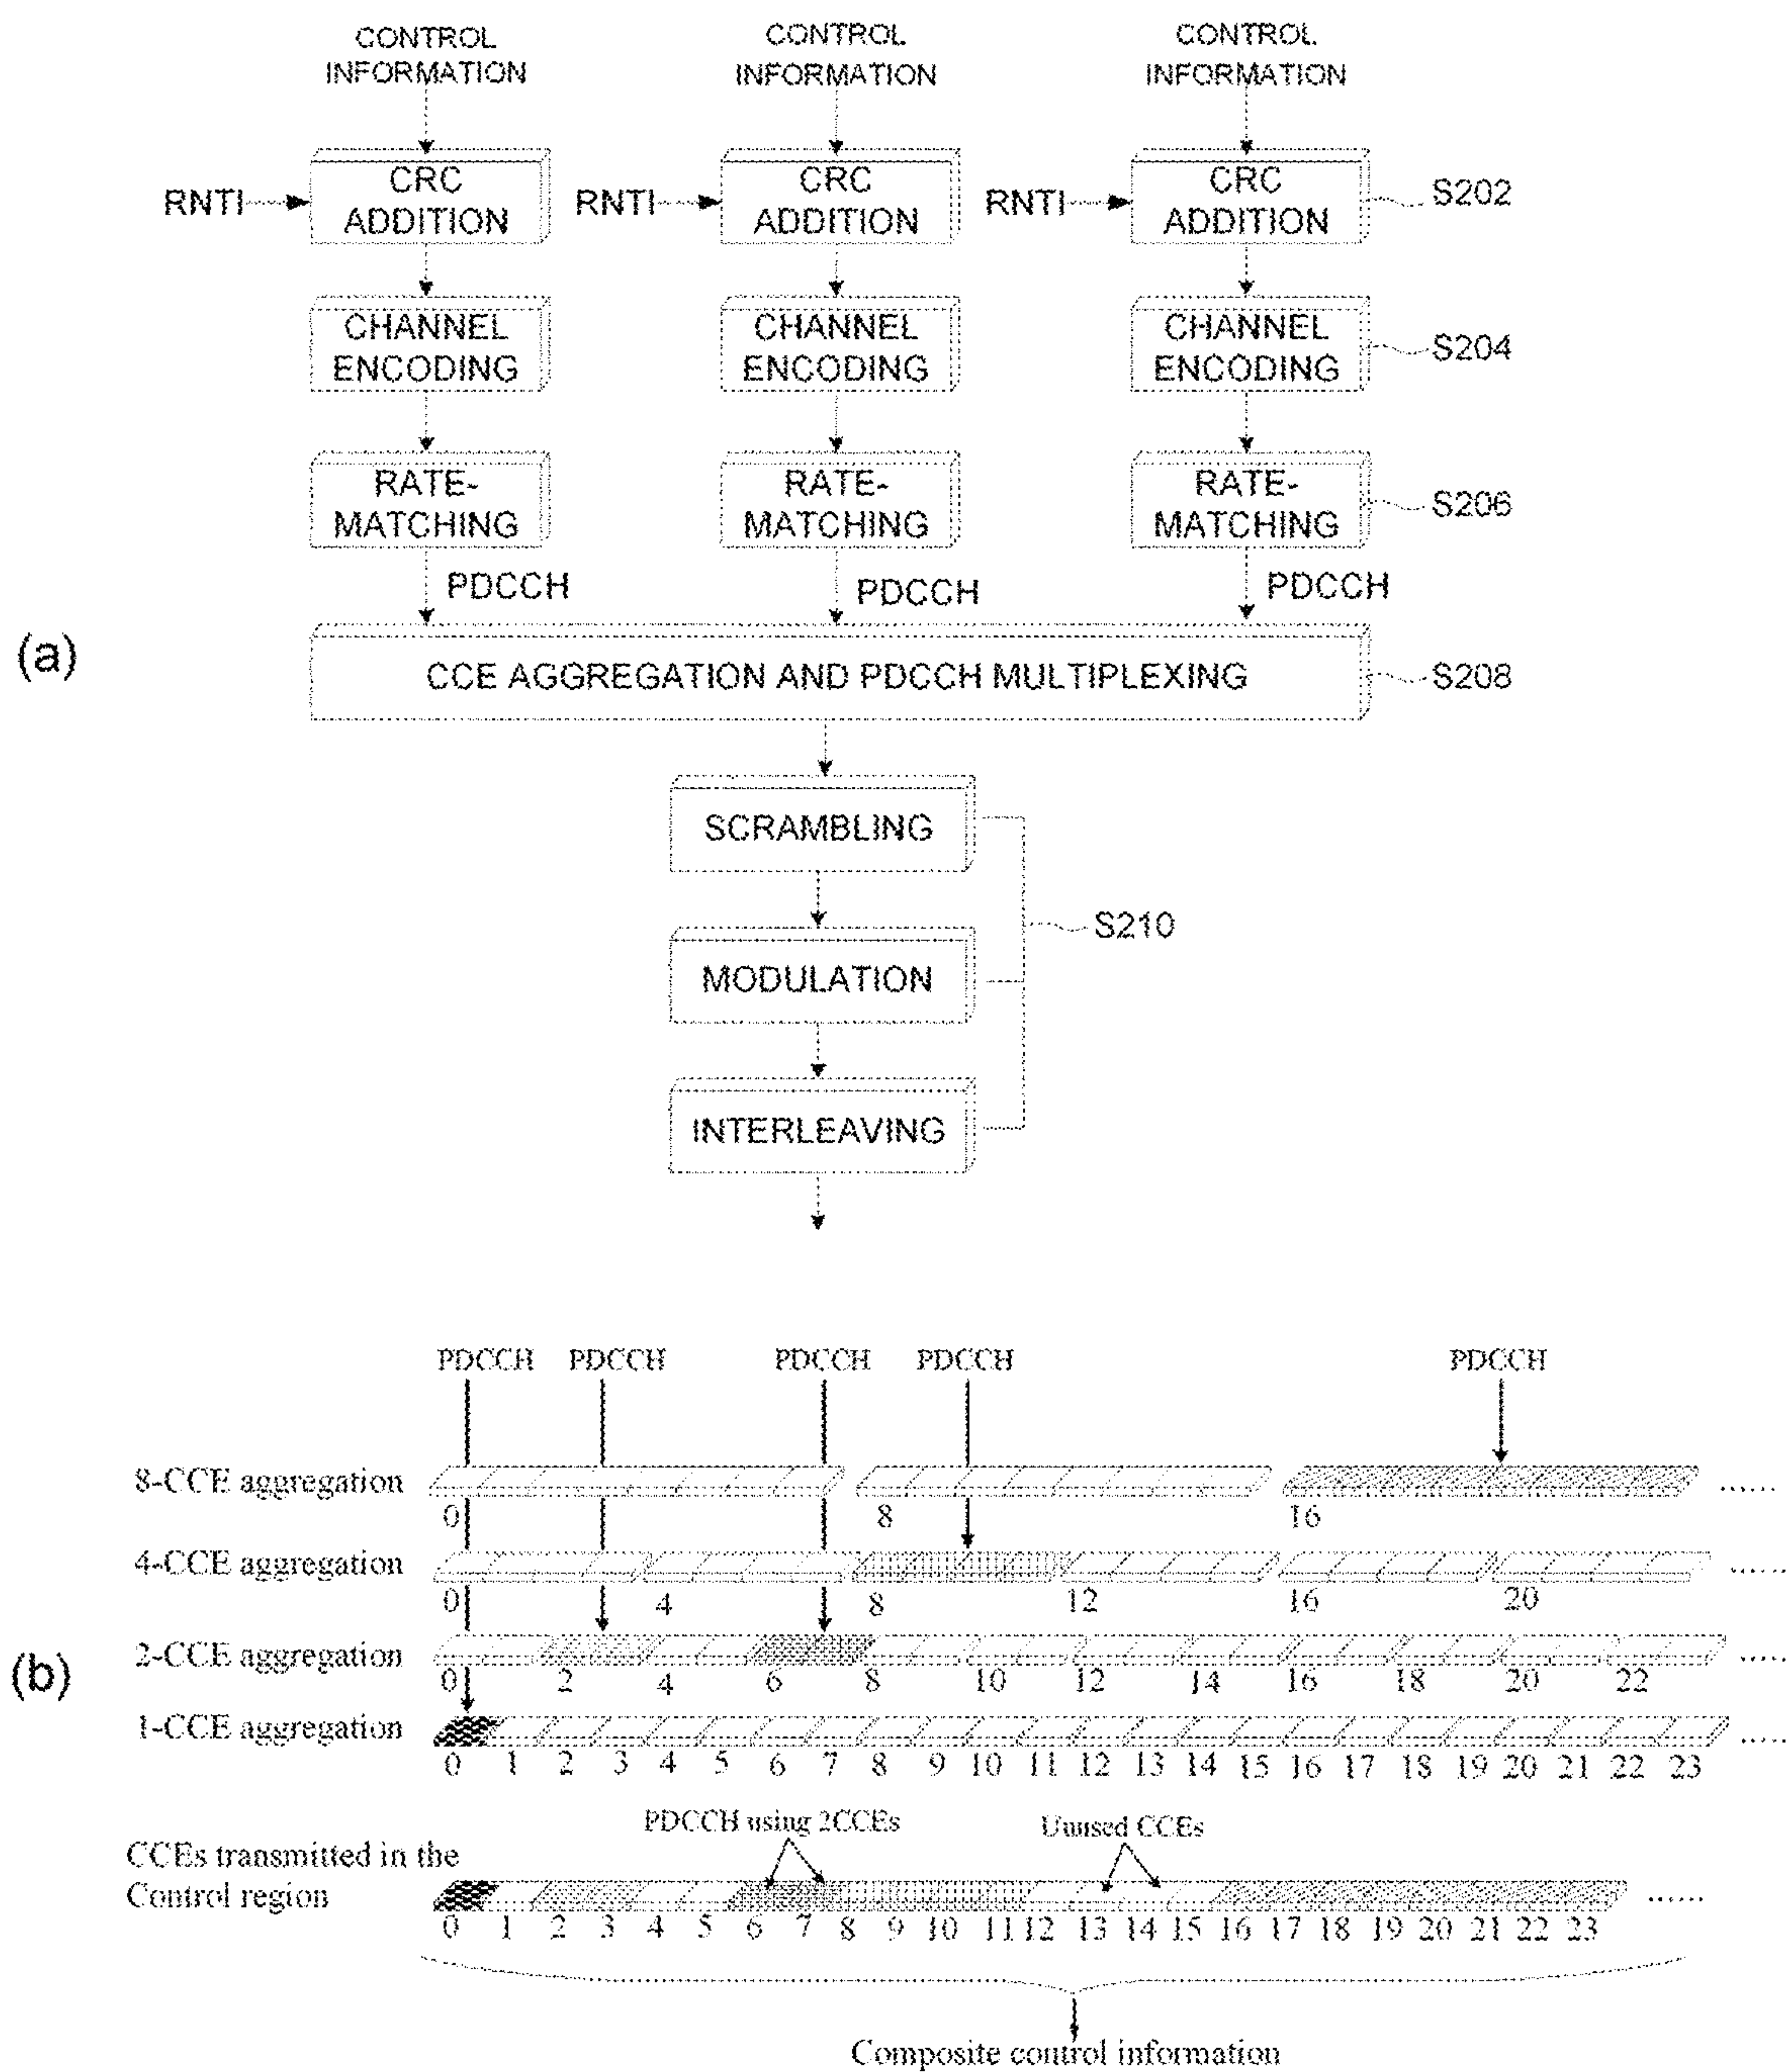 CONTROL INFORMATION
CONTROL INFORMATION
CONTROL INFORMATION
RNTI
CRC ADDITION
RNTI
CRC ADDITION
RNTI
CRC ADDITION
S202
CHANNEL ENCODING
CHANNEL ENCODING
CHANNEL ENCODING
S204
RATE-MATCHING
RATE-MATCHING
RATE-MATCHING
S206
PDCCH
PDCCH
PDCCH
(a)
CCE AGGREGATION AND PDCCH MULTIPLEXING
S208
SCRAMBLING
S210
MODULATION
INTERLEAVING
PDCCH PDCCH PDCCH PDCCH PDCCH
8-CCE aggregation
......
0 8 16
4-CCE aggregation
......
0 4 8 12 16 20
(b)
2-CCE aggregation
......
0 2 4 6 8 10 12 14 16 18 20 22
1-CCE aggregation
......
0 1 2 3 4 5 6 7 8 9 10 11 12 13 14 15 16 17 18 19 20 21 22 23
PDCCH using 2CCEs
Unused CCEs
CCEs transmitted in the
Control region
......
0 1 2 3 4 5 6 7 8 9 10 11 12 13 14 15 16 17 18 19 20 21 22 23
Composite control information